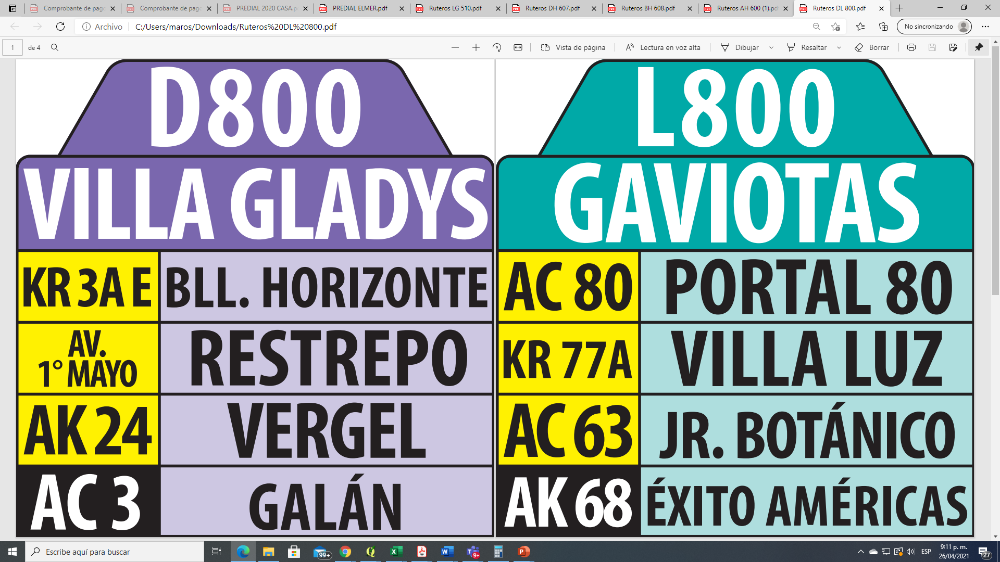 Comprobante de pago
Comprobante de pago
PREDIAL 2020 CASA.p
PREDIAL ELMER.pdf
Ruteros LG 510.pdf
Ruteros DH 607.pdf
Ruteros BH 608.pdf
Ruteros AH 600 (1).pd
Ruteros DL 800.pdf
Archivo
C:/Users/maros/Downloads/Ruteros%20DL%20800.pdf
No sincronizando
1 de 4
Vista de página
Lectura en voz alta
Dibujar
Resaltar
Borrar
D800
VILLA GLADYS
KR 3A E BLL. HORIZONTE
AV.
1° MAYO
RESTREPO
AK 24 VERGEL
AC 3 GALÁN
L800
GAVIOTAS
AC 80 PORTAL 80
KR 77A VILLA LUZ
AC 63 JR. BOTÁNICO
AK 68 ÉXITO AMÉRICAS
Escribe aquí para buscar
99+
9+
ESP
9:11 p. m.
26/04/2021
27